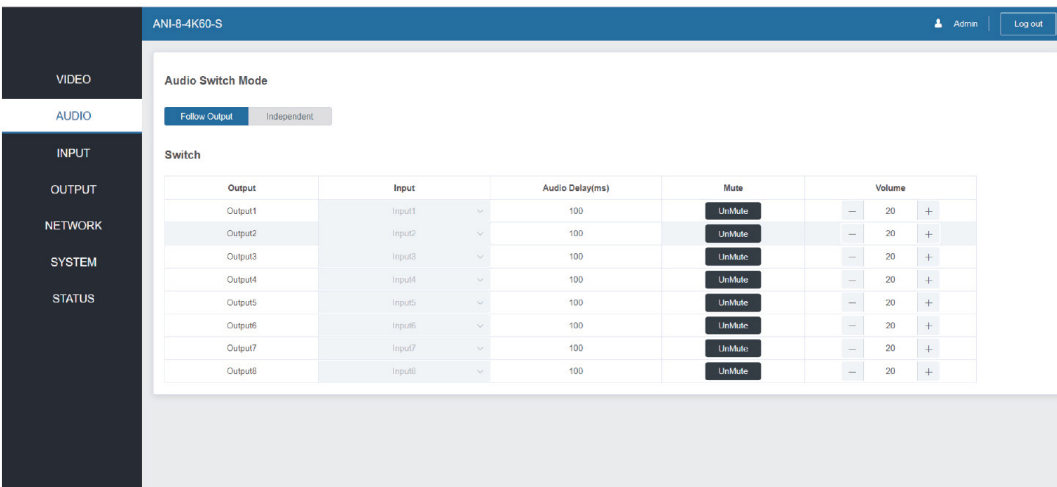 ANI-8-4K60-S
Admin
Log out
VIDEO
AUDIO
INPUT
OUTPUT
NETWORK
SYSTEM
STATUS
Audio Switch Mode
Follow Output Independent
Switch
Output Input Audio Delay(ms) Mute Volume
Output1 Input1 100 UnMute − 20 +
Output2 Input2 100 UnMute − 20 +
Output3 Input3 100 UnMute − 20 +
Output4 Input4 100 UnMute − 20 +
Output5 Input5 100 UnMute − 20 +
Output6 Input6 100 UnMute − 20 +
Output7 Input7 100 UnMute − 20 +
Output8 Input8 100 UnMute − 20 +